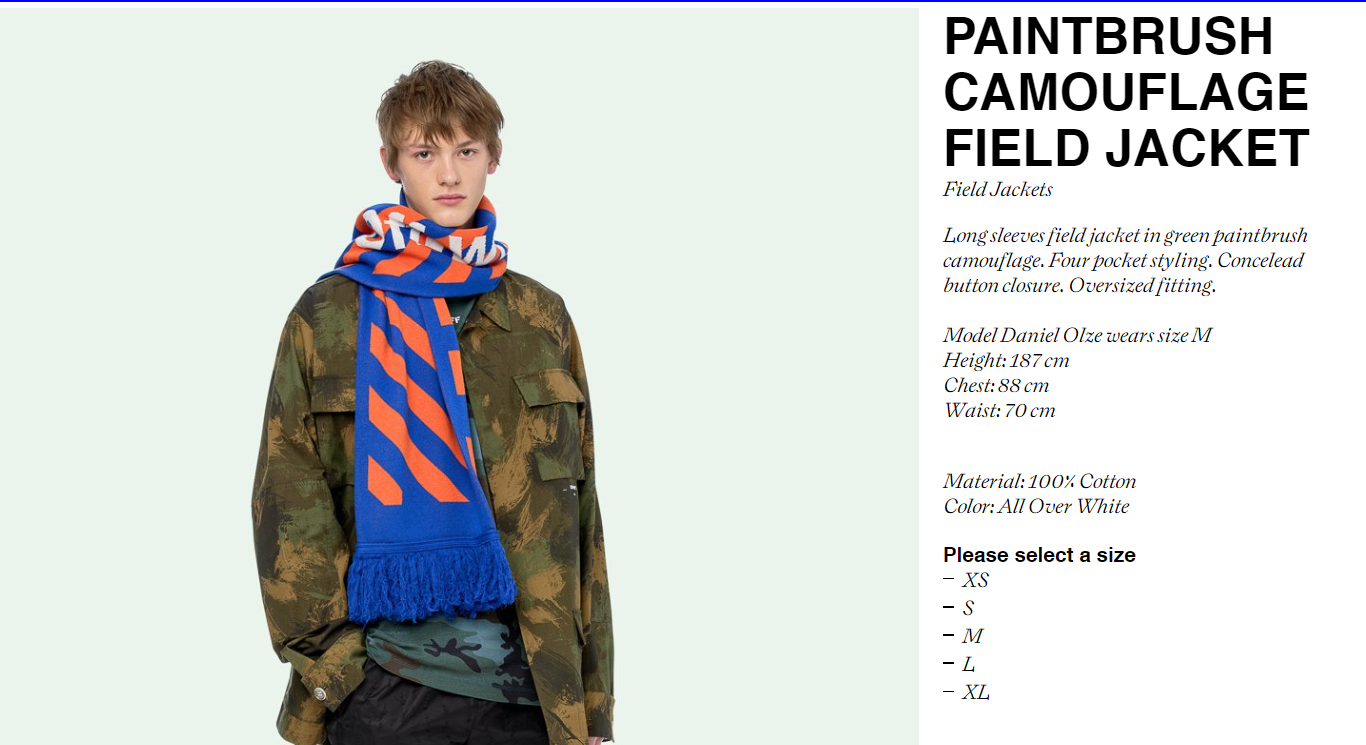 PAINTBRUSH
CAMOUFLAGE
FIELD JACKET
Field Jackets
Long sleeves field jacket in green paintbrush
camouflage. Four pocket styling. Concelead
button closure. Oversized fitting.
Model Daniel Olze wears size M
Height: 187 cm
Chest: 88 cm
Waist: 70 cm
Material: 100% Cotton
Color: All Over White
Please select a size
– XS
– S
– M
– L
– XL